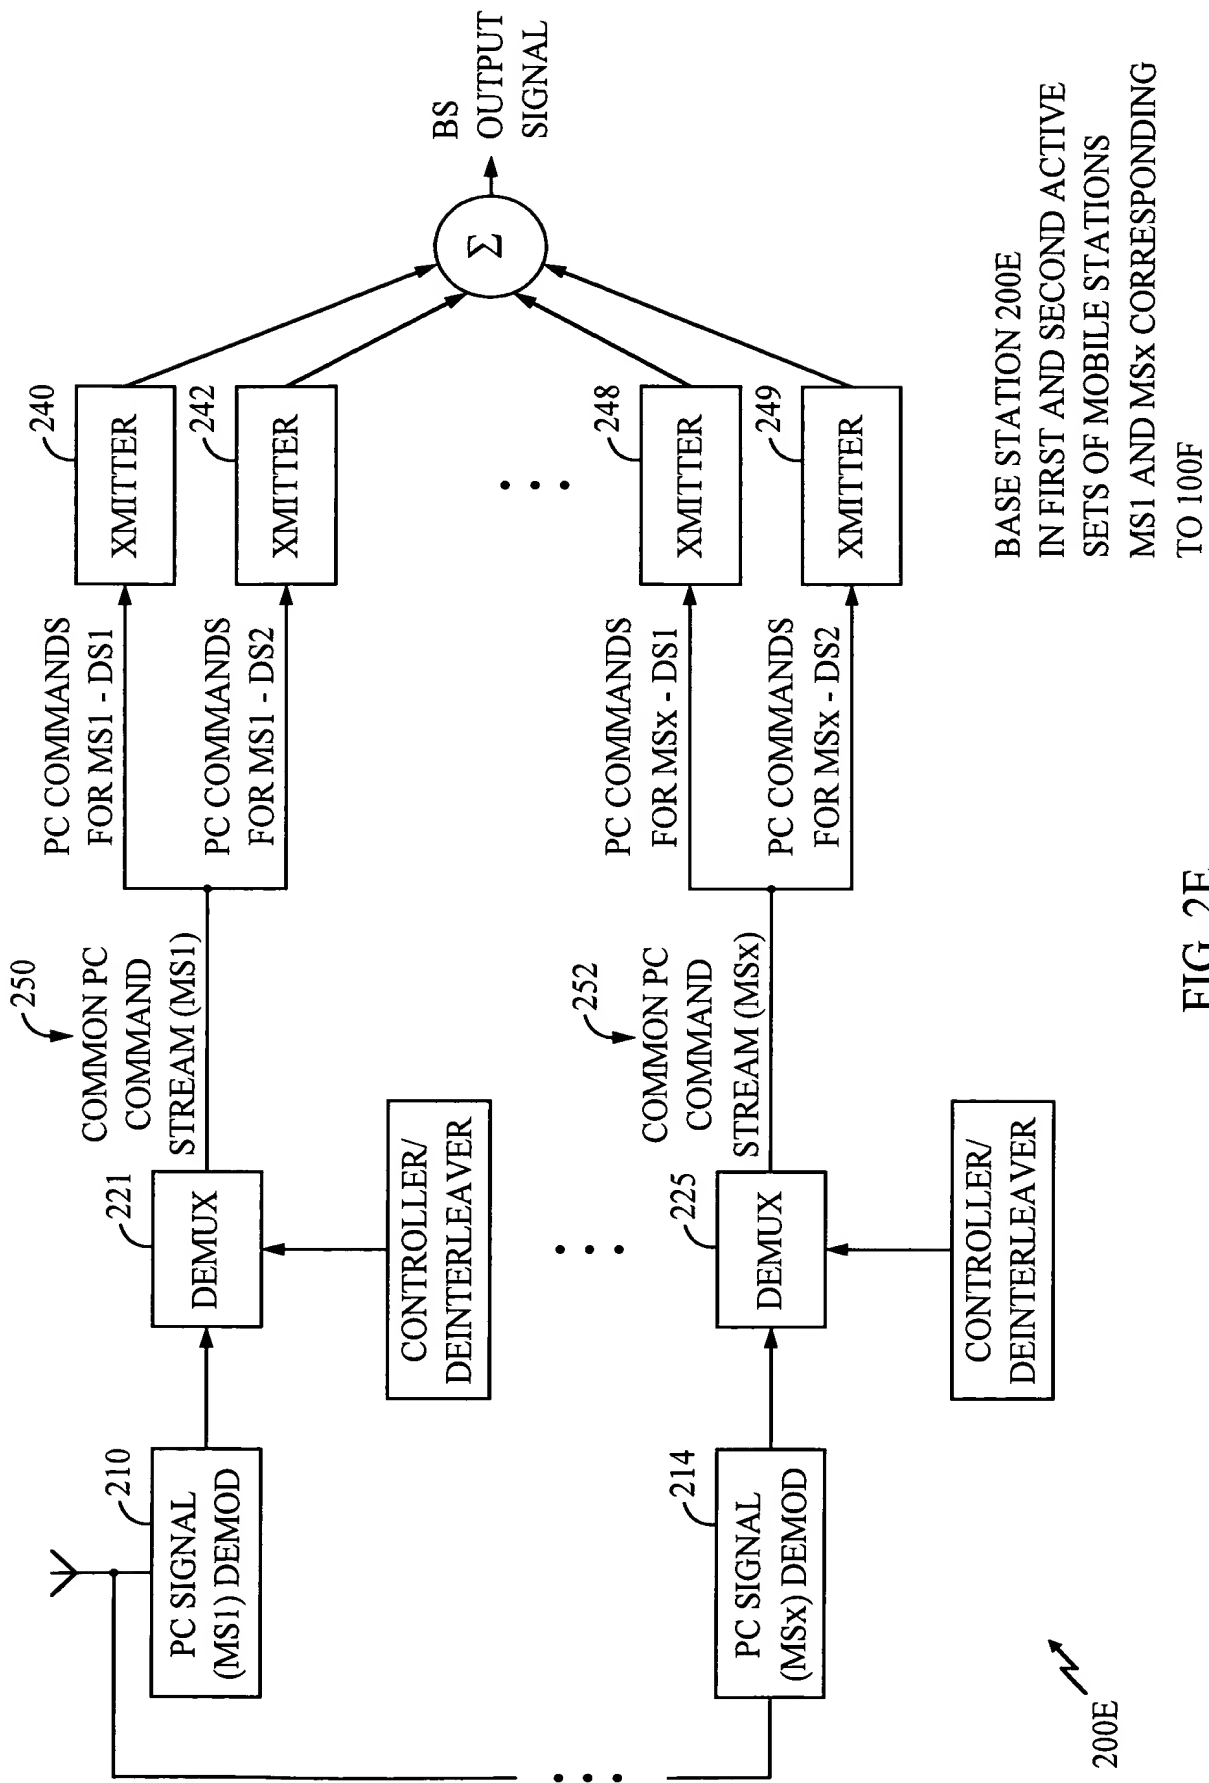 210
PC SIGNAL
(MS1) DEMOD
221
DEMUX
CONTROLLER/
DEINTERLEAVER
250
COMMON PC
COMMAND
STREAM (MS1)
PC COMMANDS
FOR MS1 - DS1
PC COMMANDS
FOR MS1 - DS2
240
XMITTER
242
XMITTER
214
PC SIGNAL
(MSx) DEMOD
225
DEMUX
CONTROLLER/
DEINTERLEAVER
252
COMMON PC
COMMAND
STREAM (MSx)
PC COMMANDS
FOR MSx - DS1
PC COMMANDS
FOR MSx - DS2
248
XMITTER
249
XMITTER
Σ
BS
OUTPUT
SIGNAL
200E
BASE STATION 200E
IN FIRST AND SECOND ACTIVE
SETS OF MOBILE STATIONS
MS1 AND MSx CORRESPONDING
TO 100F
FIG. 2E